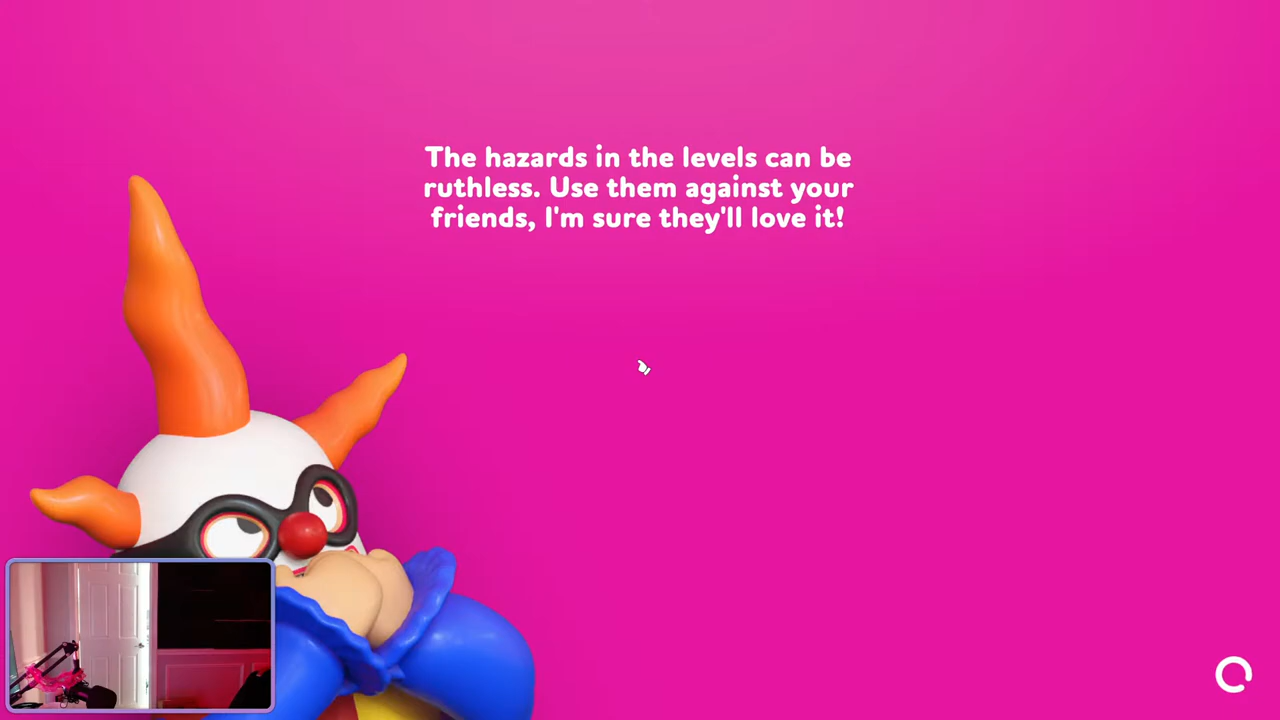 The hazards in the levels can be
ruthless. Use them against your
friends, I'm sure they'll love it!